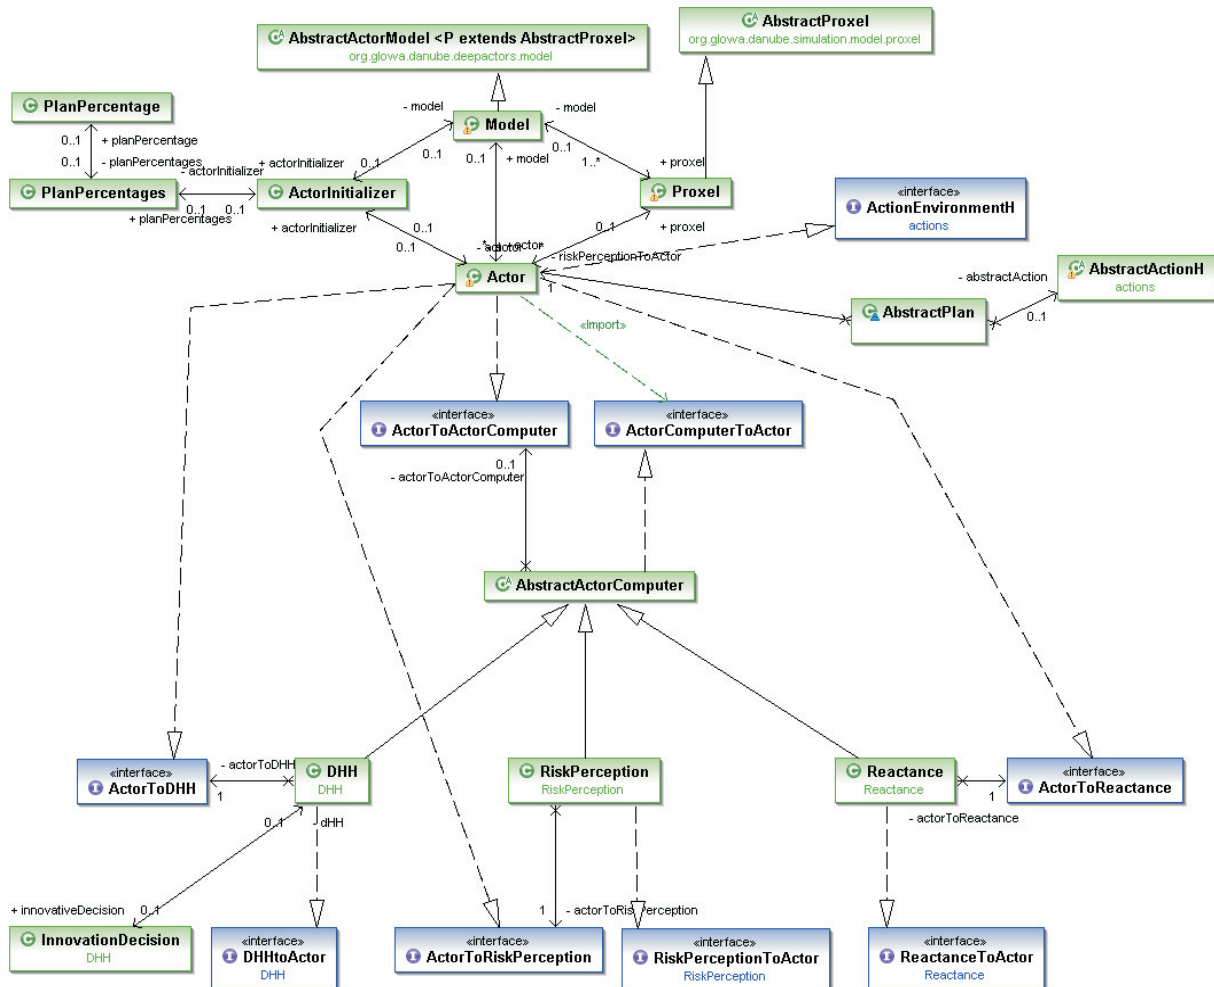 AbstractActorModel <P extends AbstractProxel>
org.glowa.danube.deepactors.model
AbstractProxel
org.glowa.danube.simulation.model.proxel
PlanPercentage
- model
- model
Model
0..1
+ planPercentage
0..1
- planPercentages
- actorInitializer
+ actorInitializer
0..1
0..1
0..1
+ model
0..1
1..*
+ proxel
PlanPercentages
ActorInitializer
Proxel
+ planPercentages
0..1
0..1
+ actorInitializer
0..1
0..1
0..1
+ proxel
«interface»
ActionEnvironmentH
actions
+ actor
- riskPerceptionToActor
Actor
1
- abstractAction
AbstractActionH
actions
0..1
AbstractPlan
«Import»
«interface»
ActorToActorComputer
«interface»
ActorComputerToActor
0..1
- actorToActorComputer
AbstractActorComputer
«interface»
ActorToDHH
- actorToDHH
1
DHH
DHH
RiskPerception
RiskPerception
Reactance
Reactance
1
- actorToReactance
«interface»
ActorToReactance
0..1
- dHH
+ innovativeDecision
0..1
1
- actorToRiskPerception
InnovationDecision
DHH
«interface»
DHHtoActor
DHH
«interface»
ActorToRiskPerception
«interface»
RiskPerceptionToActor
RiskPerception
«interface»
ReactanceToActor
Reactance